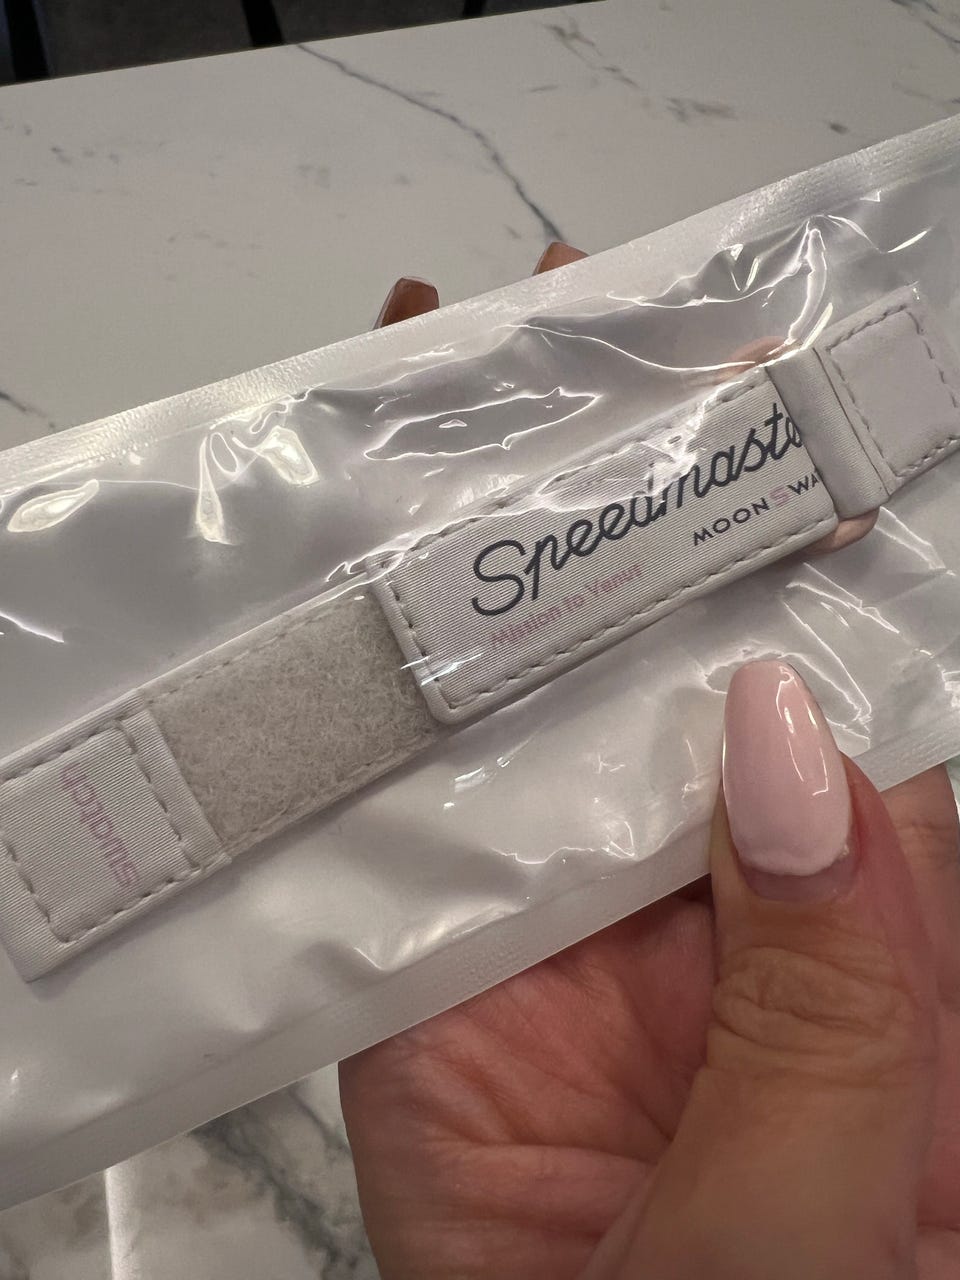 Speedmaste
MOONSWA
Mission to Venus
swatch